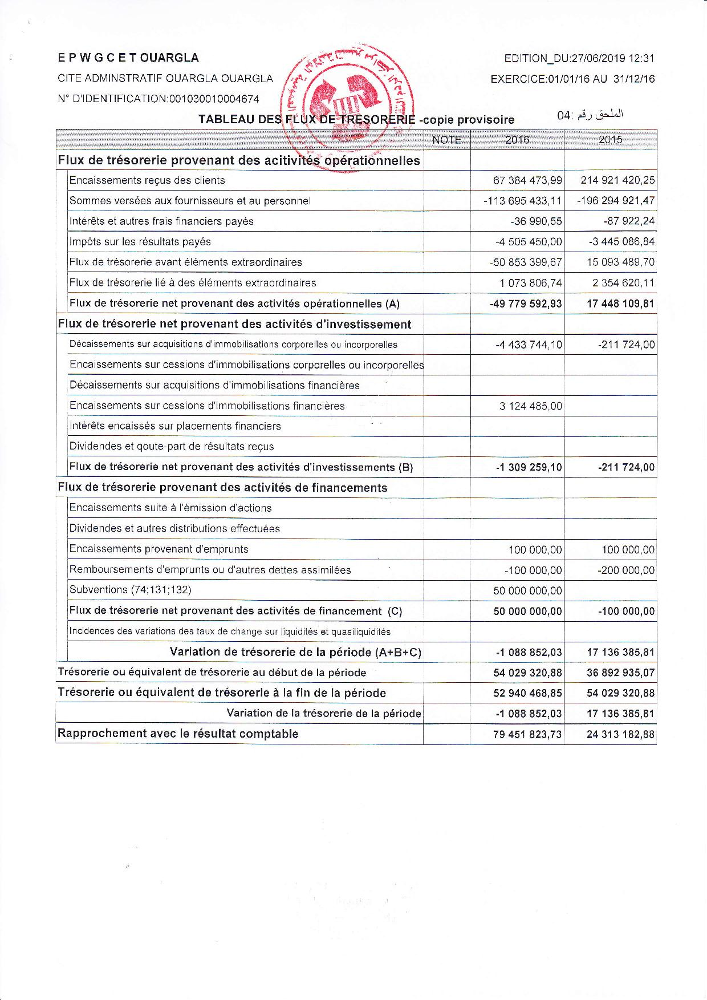 E P W G C E T OUARGLA
EDITION_DU:27/06/2019 12:31
CITE ADMINSTRATIF OUARGLA OUARGLA
EXERCICE:01/01/16 AU 31/12/16
N° D'IDENTIFICATION:001030010004674
TABLEAU DES FLUX DE TRESORERIE -copie provisoire
الملحق رقم :04
NOTE 2016 2015
Flux de trésorerie provenant des acitivités opérationnelles
Encaissements reçus des clients 67 384 473,99 214 921 420,25
Sommes versées aux fournisseurs et au personnel -113 695 433,11 -196 294 921,47
Intérêts et autres frais financiers payés -36 990,55 -87 922,24
Impôts sur les résultats payés -4 505 450,00 -3 445 086,84
Flux de trésorerie avant éléments extraordinaires -50 853 399,67 15 093 489,70
Flux de trésorerie lié à des éléments extraordinaires 1 073 806,74 2 354 620,11
Flux de trésorerie net provenant des activités opérationnelles (A) -49 779 592,93 17 448 109,81
Flux de trésorerie net provenant des activités d'investissement
Décaissements sur acquisitions d'immobilisations corporelles ou incorporelles -4 433 744,10 -211 724,00
Encaissements sur cessions d'immobilisations corporelles ou incorporelles
Décaissements sur acquisitions d'immobilisations financières
Encaissements sur cessions d'immobilisations financières 3 124 485,00
Intérêts encaissés sur placements financiers
Dividendes et qoute-part de résultats reçus
Flux de trésorerie net provenant des activités d'investissements (B) -1 309 259,10 -211 724,00
Flux de trésorerie provenant des activités de financements
Encaissements suite à l'émission d'actions
Dividendes et autres distributions effectuées
Encaissements provenant d'emprunts 100 000,00 100 000,00
Remboursements d'emprunts ou d'autres dettes assimilées -100 000,00 -200 000,00
Subventions (74;131;132) 50 000 000,00
Flux de trésorerie net provenant des activités de financement (C) 50 000 000,00 -100 000,00
Incidences des variations des taux de change sur liquidités et quasiliquidités
Variation de trésorerie de la période (A+B+C) -1 088 852,03 17 136 385,81
Trésorerie ou équivalent de trésorerie au début de la période 54 029 320,88 36 892 935,07
Trésorerie ou équivalent de trésorerie à la fin de la période 52 940 468,85 54 029 320,88
Variation de la trésorerie de la période -1 088 852,03 17 136 385,81
Rapprochement avec le résultat comptable 79 451 823,73 24 313 182,88